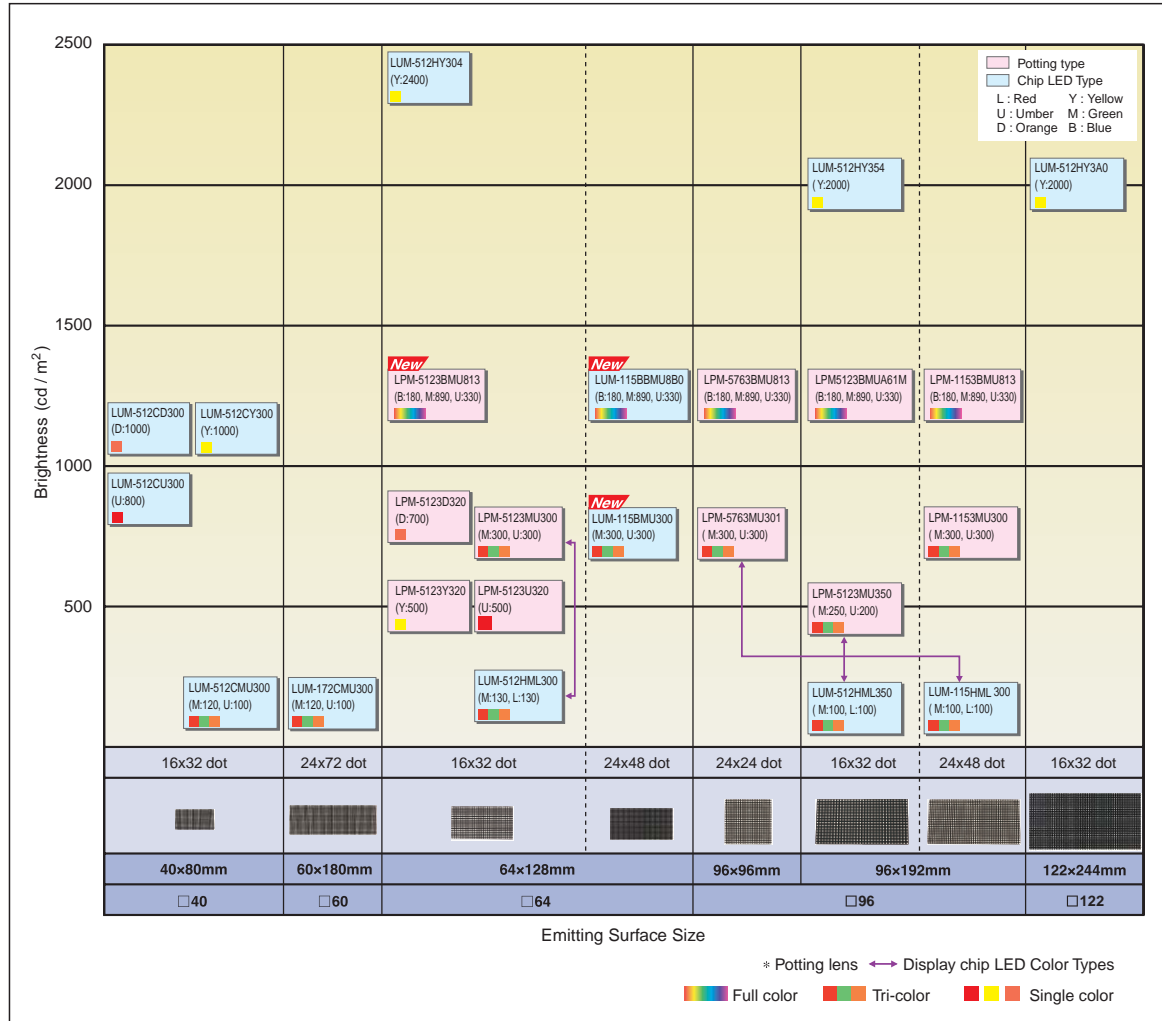 2500
2000
1500
1000
500
Brightness (cd / m²)
LUM-512HY304
(Y:2400)
Potting type
Chip LED Type
L : Red Y : Yellow
U : Umber M : Green
D : Orange B : Blue
LUM-512HY354
( Y:2000)
LUM-512HY3A0
( Y:2000)
New
LPM-5123BMU813
(B:180, M:890, U:330)
New
LUM-115BBMU8B0
(B:180, M:890, U:330)
LPM-5763BMU813
(B:180, M:890, U:330)
LPM5123BMUA61M
(B:180, M:890, U:330)
LPM-1153BMU813
(B:180, M:890, U:330)
LUM-512CD300
(D:1000)
LUM-512CY300
(Y:1000)
LUM-512CU300
(U:800)
LPM-5123D320
(D:700)
LPM-5123MU300
(M:300, U:300)
New
LUM-115BMU300
(M:300, U:300)
LPM-5763MU301
( M:300, U:300)
LPM-1153MU300
( M:300, U:300)
LPM-5123Y320
(Y:500)
LPM-5123U320
(U:500)
LPM-5123MU350
( M:250, U:200)
LUM-512CMU300
(M:120, U:100)
LUM-172CMU300
(M:120, U:100)
LUM-512HML300
(M:130, L:130)
LUM-512HML350
( M:100, L:100)
LUM-115HML 300
( M:100, L:100)
16x32 dot 24x72 dot 16x32 dot 24x48 dot 24x24 dot 16x32 dot 24x48 dot 16x32 dot
40×80mm 60×180mm 64×128mm 96×96mm 96×192mm 122×244mm
□40 □60 □64 □96 □122
Emitting Surface Size
* Potting lens ↔ Display chip LED Color Types
Full color Tri-color Single color